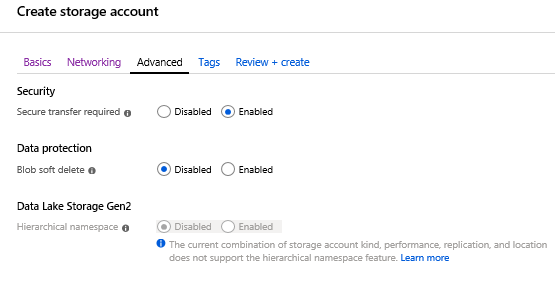 Create storage account
Basics Networking Advanced Tags Review + create
Security
Secure transfer required Disabled Enabled
Data protection
Blob soft delete Disabled Enabled
Data Lake Storage Gen2
Hierarchical namespace Disabled Enabled
The current combination of storage account kind, performance, replication, and location
does not support the hierarchical namespace feature. Learn more